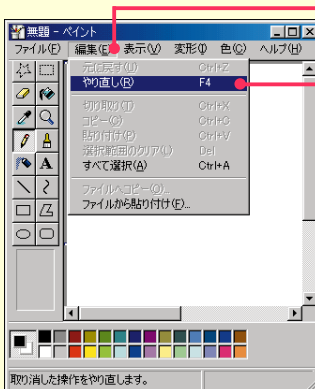 無題 - ペイント
ファイル(F) 編集(E) 表示(V) 変形(I) 色(C) ヘルプ(H)
元に戻す(U) Ctrl+Z
やり直し(R) F4
切り取り(T) Ctrl+X
コピー(C) Ctrl+C
貼り付け(P) Ctrl+V
選択範囲のクリア(L) Del
すべて選択(A) Ctrl+A
ファイルへコピー(O)...
ファイルから貼り付け(F)...
A
取り消した操作をやり直します。